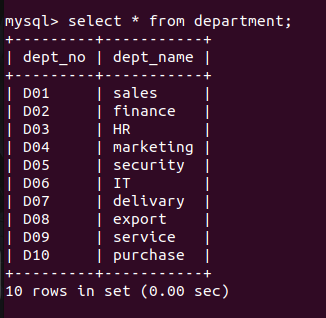 mysql> select * from department;
+---------+-----------+
| dept_no | dept_name |
+---------+-----------+
| D01     | sales     |
| D02     | finance   |
| D03     | HR        |
| D04     | marketing |
| D05     | security  |
| D06     | IT        |
| D07     | delivary  |
| D08     | export    |
| D09     | service   |
| D10     | purchase  |
+---------+-----------+
10 rows in set (0.00 sec)